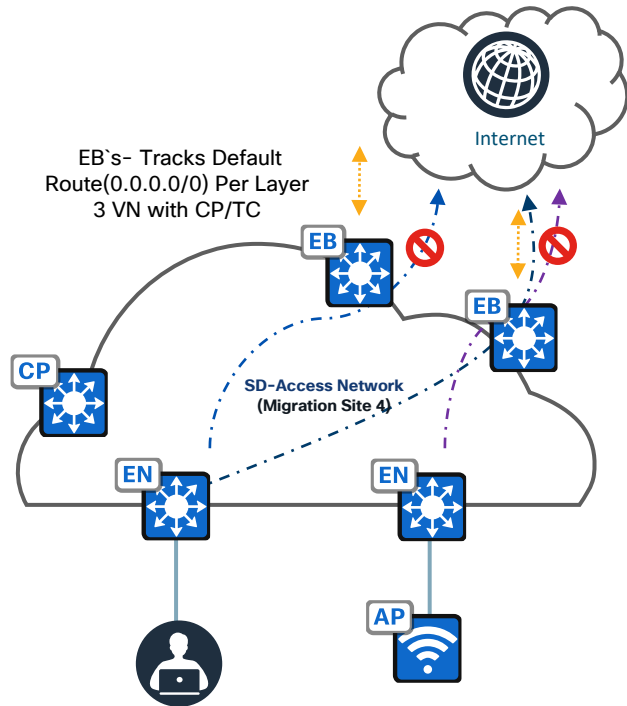 Internet
EB`s- Tracks Default
Route(0.0.0.0/0) Per Layer
3 VN with CP/TC
EB
EB
CP
SD-Access Network
(Migration Site 4)
EN
EN
AP